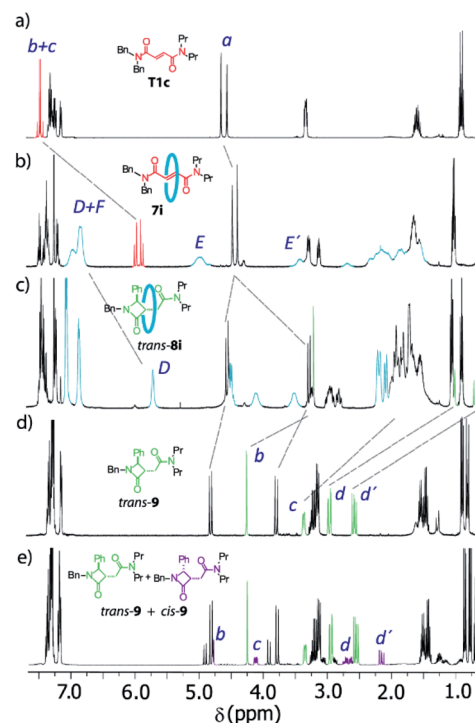 a)
b+c
a
Bn
N
O
O
NPr
Pr
Bn
T1c
b)
D+F
E
E´
Bn
N
O
O
Pr
N
Pr
Bn
7i
c)
D
Ph
O
Pr
N
Pr
Bn-N
O
trans-8i
d)
b
c
d
d´
Ph
O
Pr
N
Pr
Bn-N
O
trans-9
e)
b
c
d
d´
Ph
O
Pr
N
Pr
Bn-N
O
+
Ph
O
Pr
N
Pr
Bn-N
O
trans-9 + cis-9
7.0 6.0 5.0 4.0 3.0 2.0 1.0
δ(ppm)